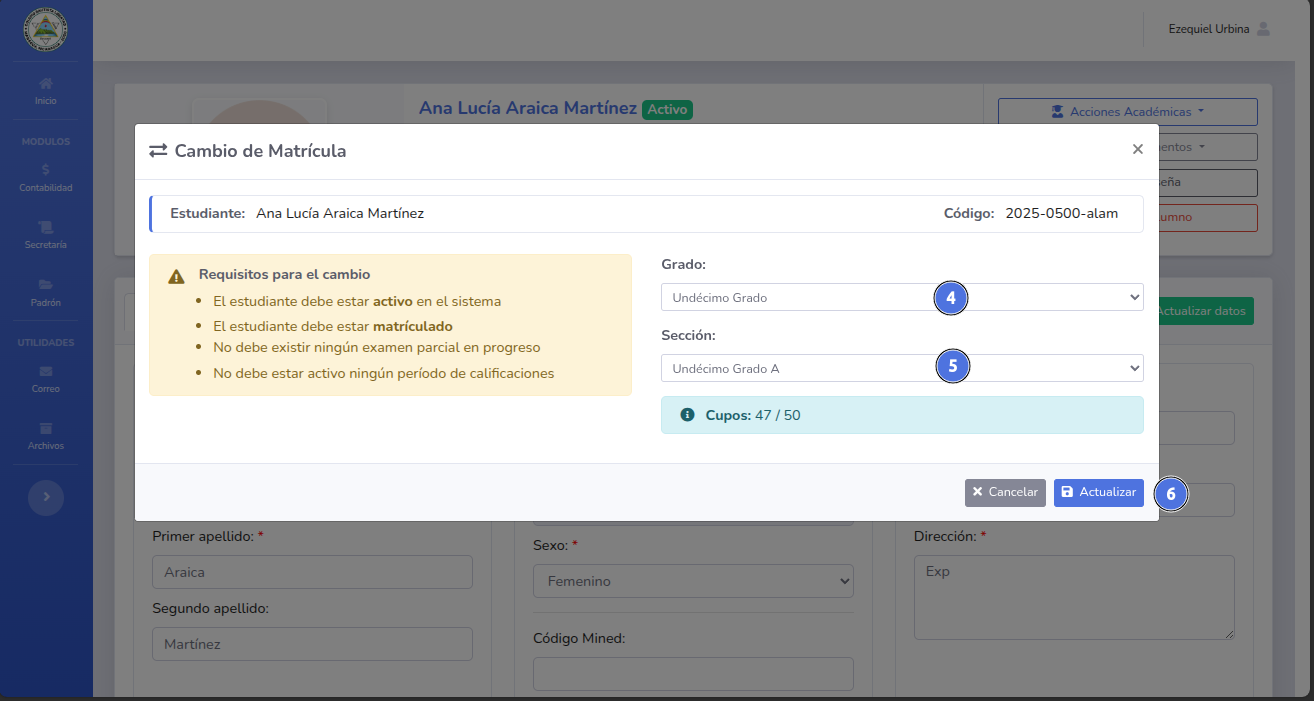 Ezequiel Urbina
Inicio
MODULOS
$
Contabilidad
Secretaría
Padrón
UTILIDADES
Correo
Archivos
Ana Lucía Araica Martínez Activo
Acciones Académicas
entos
eña
umno
Cambio de Matrícula
Estudiante: Ana Lucía Araica Martínez
Código: 2025-0500-alam
Requisitos para el cambio
El estudiante debe estar activo en el sistema
El estudiante debe estar matrículado
No debe existir ningún examen parcial en progreso
No debe estar activo ningún período de calificaciones
Grado:
Undécimo Grado
4
Sección:
Undécimo Grado A
5
Cupos: 47 / 50
Cancelar
Actualizar
6
Actualizar datos
Primer apellido: *
Araica
Segundo apellido:
Martínez
Sexo: *
Femenino
Código Mined:
Dirección: *
Exp